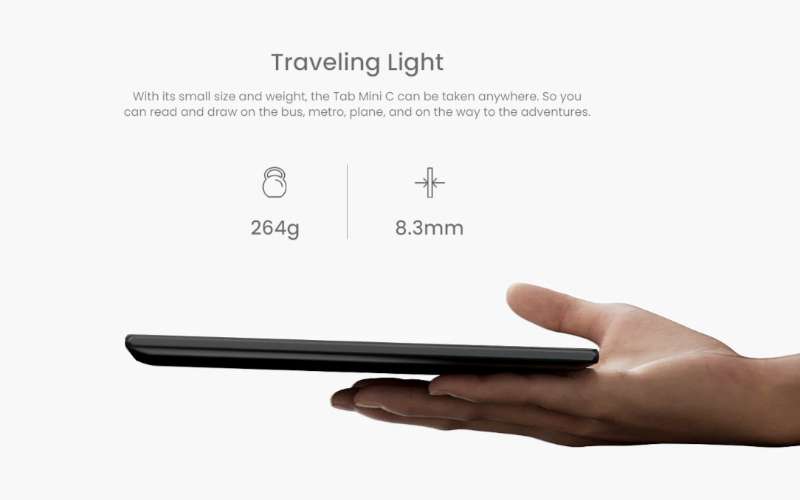 Traveling Light
With its small size and weight, the Tab Mini C can be taken anywhere. So you
can read and draw on the bus, metro, plane, and on the way to the adventures.
264g
8.3mm